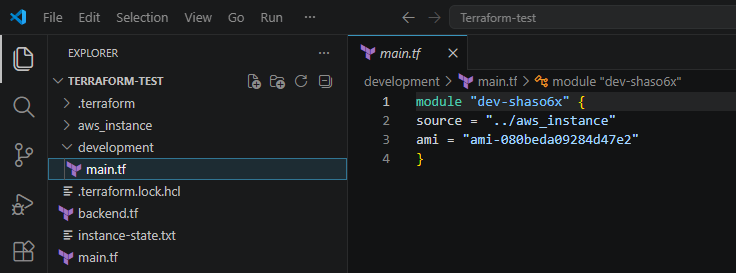 File Edit Selection View Go Run ··· Terraform-test
EXPLORER ···
TERRAFORM-TEST
.terraform
aws_instance
development
main.tf
.terraform.lock.hcl
backend.tf
instance-state.txt
main.tf
main.tf
development > main.tf > module "dev-shaso6x"
1 module "dev-shaso6x" {
2 source = "../aws_instance"
3 ami = "ami-080beda09284d47e2"
4 }